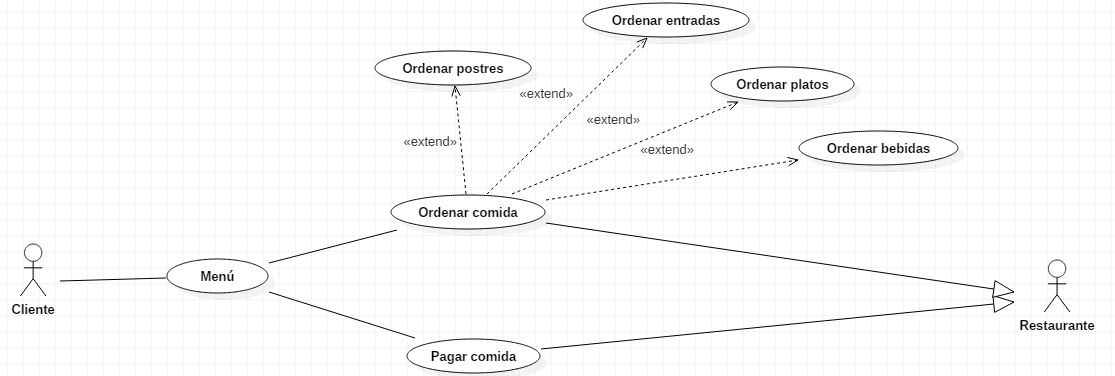 Ordenar entradas
Ordenar postres
Ordenar platos
«extend»
«extend»
«extend»
«extend»
Ordenar bebidas
Ordenar comida
Menú
Cliente
Restaurante
Pagar comida